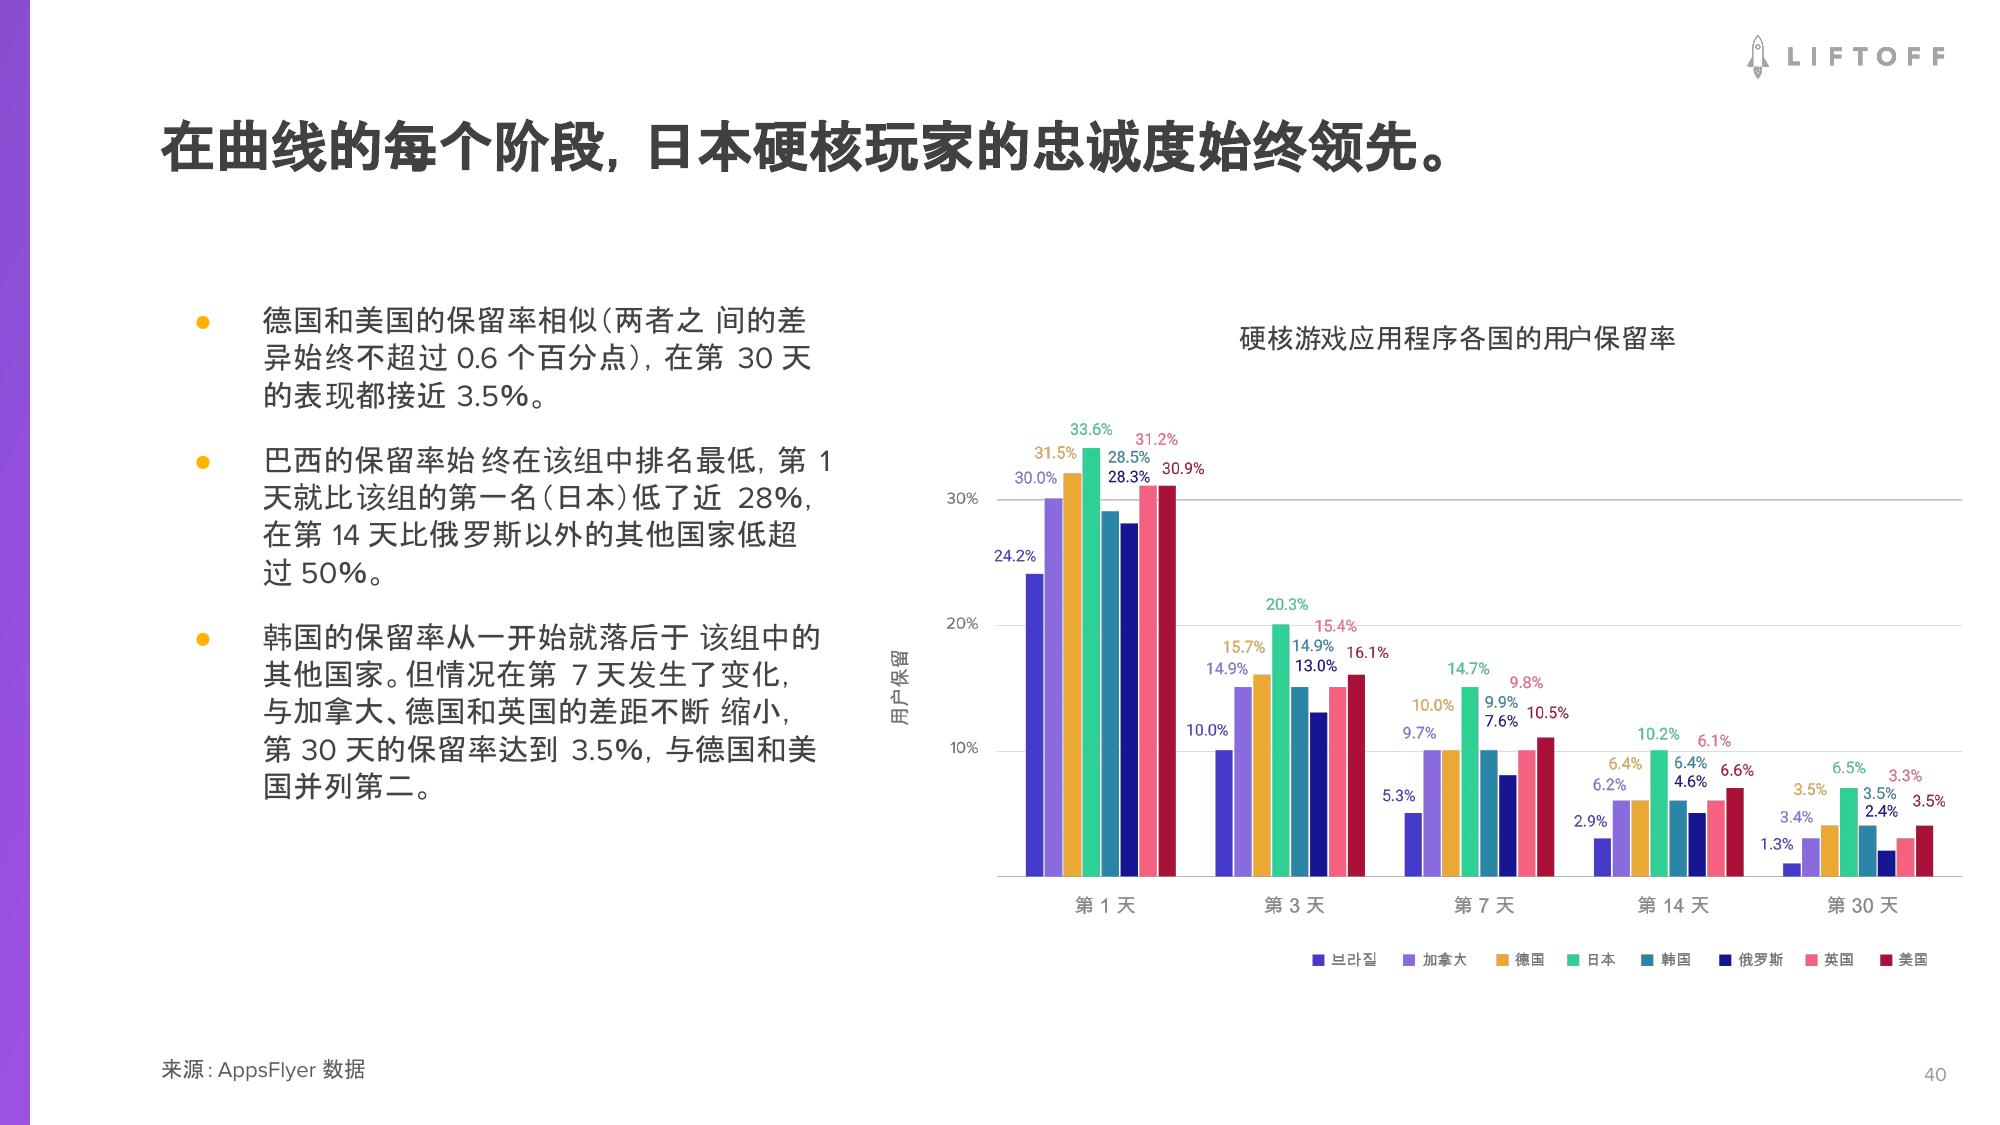 LIFTOFF
在曲线的每个阶段, 日本硬核玩家的忠诚度始终领先。
● 德国和美国的保留率相似(两者之 间的差
异始终不超过 0.6 个百分点), 在第 30 天
的表现都接近 3.5%。
● 巴西的保留率始 终在该组中排名最低, 第 1
天就比该组的第一名(日本)低了近 28%,
在第 14 天比俄罗斯以外的其他国家低超
过 50%。
● 韩国的保留率从一开始就落后于 该组中的
其他国家。但情况在第 7 天发生了变化,
与加拿大、德国和英国的差距不断 缩小,
第 30 天的保留率达到 3.5%, 与德国和美
国并列第二。
硬核游戏应用程序各国的用户保留率
用户保留
30%
20%
10%
24.2%
30.0%
31.5%
33.6%
28.5%
28.3%
31.2%
30.9%
10.0%
14.9%
15.7%
20.3%
14.9%
13.0%
15.4%
16.1%
5.3%
9.7%
10.0%
14.7%
9.9%
7.6%
9.8%
10.5%
2.9%
6.2%
6.4%
10.2%
6.4%
4.6%
6.1%
6.6%
1.3%
3.4%
3.5%
6.5%
3.5%
2.4%
3.3%
3.5%
第 1 天 第 3 天 第 7 天 第 14 天 第 30 天
브라질 加拿大 德国 日本 韩国 俄罗斯 英国 美国
来源: AppsFlyer 数据
40